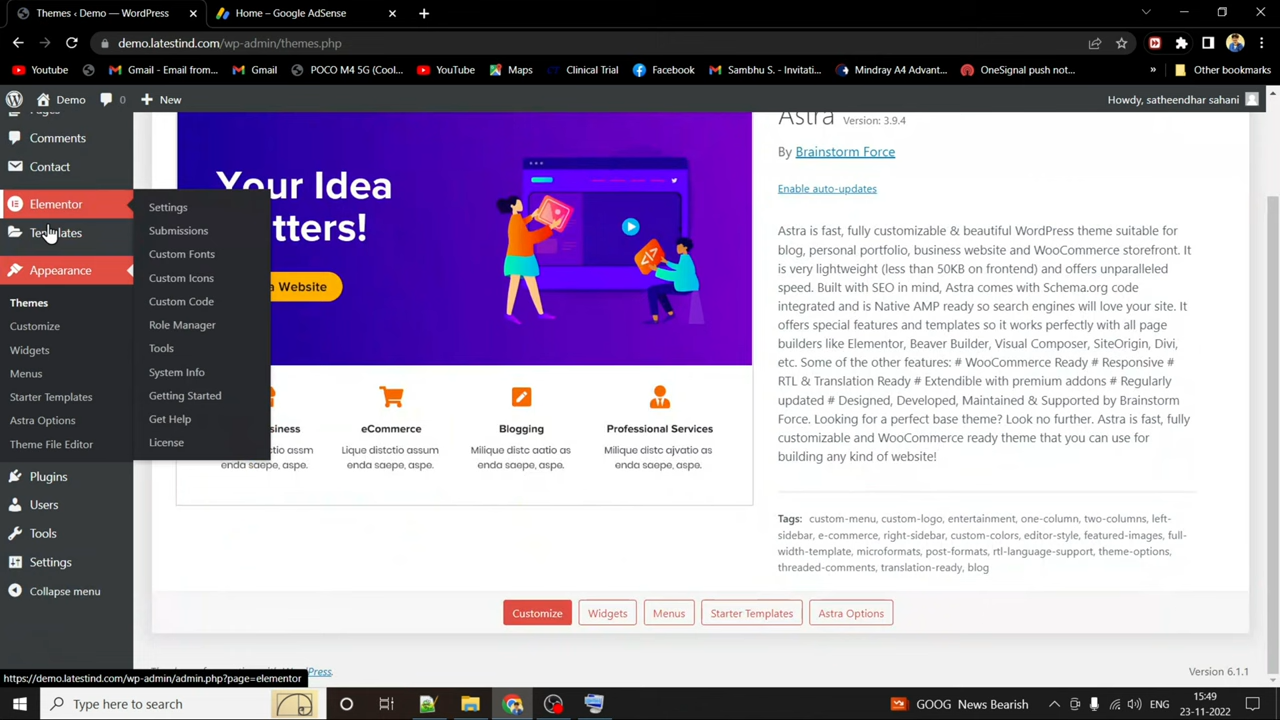 Themes ‹ Demo — WordPress
Home – Google AdSense
demo.latestind.com/wp-admin/themes.php
Youtube
Gmail - Email from...
Gmail
POCO M4 5G (Cool...
YouTube
Maps
Clinical Trial
Facebook
Sambhu S. - Invitati...
Mindray A4 Advant...
OneSignal push not...
»
Other bookmarks
Demo
0
New
Howdy, satheendhar sahani
Pages
Comments
Contact
Elementor
Templates
Appearance
Themes
Customize
Widgets
Menus
Starter Templates
Astra Options
Theme File Editor
Plugins
Users
Tools
Settings
Collapse menu
Settings
Submissions
Custom Fonts
Custom Icons
Custom Code
Role Manager
Tools
System Info
Getting Started
Get Help
License
Your Idea
tters!
a Website
siness
enda saepe, aspe.
eCommerce
Lique distctio assum
enda saepe, aspe.
Blogging
Milique disct aatio as
enda saepe, aspe.
Professional Services
Milique distctio ajvatio as
enda saepe, aspe.
Astra Version: 3.9.4
By Brainstorm Force
Enable auto-updates
Astra is fast, fully customizable & beautiful WordPress theme suitable for
blog, personal portfolio, business website and WooCommerce storefront. It
is very lightweight (less than 50KB on frontend) and offers unparalleled
speed. Built with SEO in mind, Astra comes with Schema.org code
integrated and is Native AMP ready so search engines will love your site. It
offers special features and templates so it works perfectly with all page
builders like Elementor, Beaver Builder, Visual Composer, SiteOrigin, Divi,
etc. Some of the other features: # WooCommerce Ready # Responsive #
RTL & Translation Ready # Extendible with premium addons # Regularly
updated # Designed, Developed, Maintained & Supported by Brainstorm
Force. Looking for a perfect base theme? Look no further. Astra is fast, fully
customizable and WooCommerce ready theme that you can use for
building any kind of website!
Tags: custom-menu, custom-logo, entertainment, one-column, two-columns, left-
sidebar, e-commerce, right-sidebar, custom-colors, editor-style, featured-images, full-
width-template, microformats, post-formats, rtl-language-support, theme-options,
threaded-comments, translation-ready, blog
Customize
Widgets
Menus
Starter Templates
Astra Options
Press.
Version 6.1.1
https://demo.latestind.com/wp-admin/admin.php?page=elementor
Type here to search
GOOG News Bearish
ENG
15:49
23-11-2022